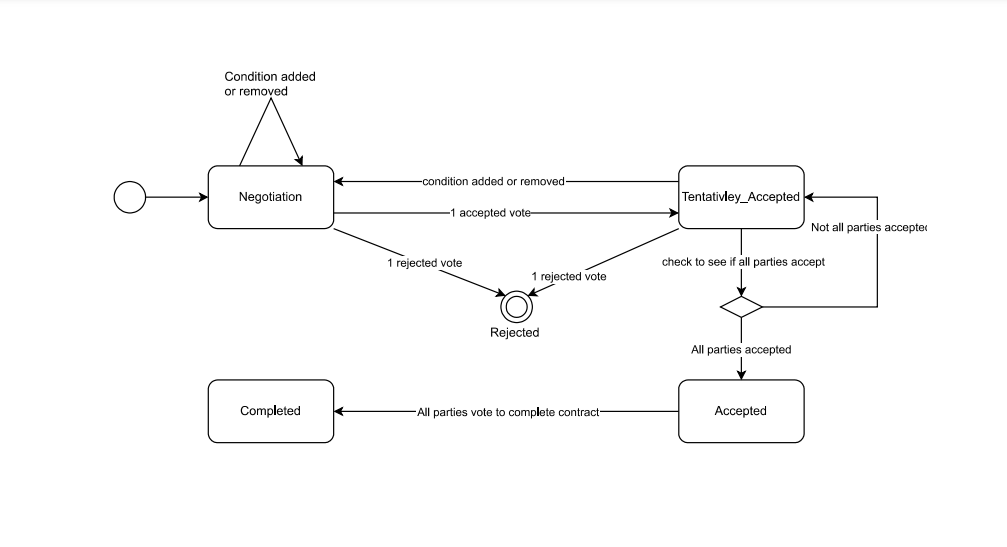 Condition added
or removed
Negotiation
condition added or removed
Tentativley_Accepted
1 accepted vote
Not all parties accepte
1 rejected vote
check to see if all parties accept
1 rejected vote
Rejected
All parties accepted
Completed
All parties vote to complete contract
Accepted